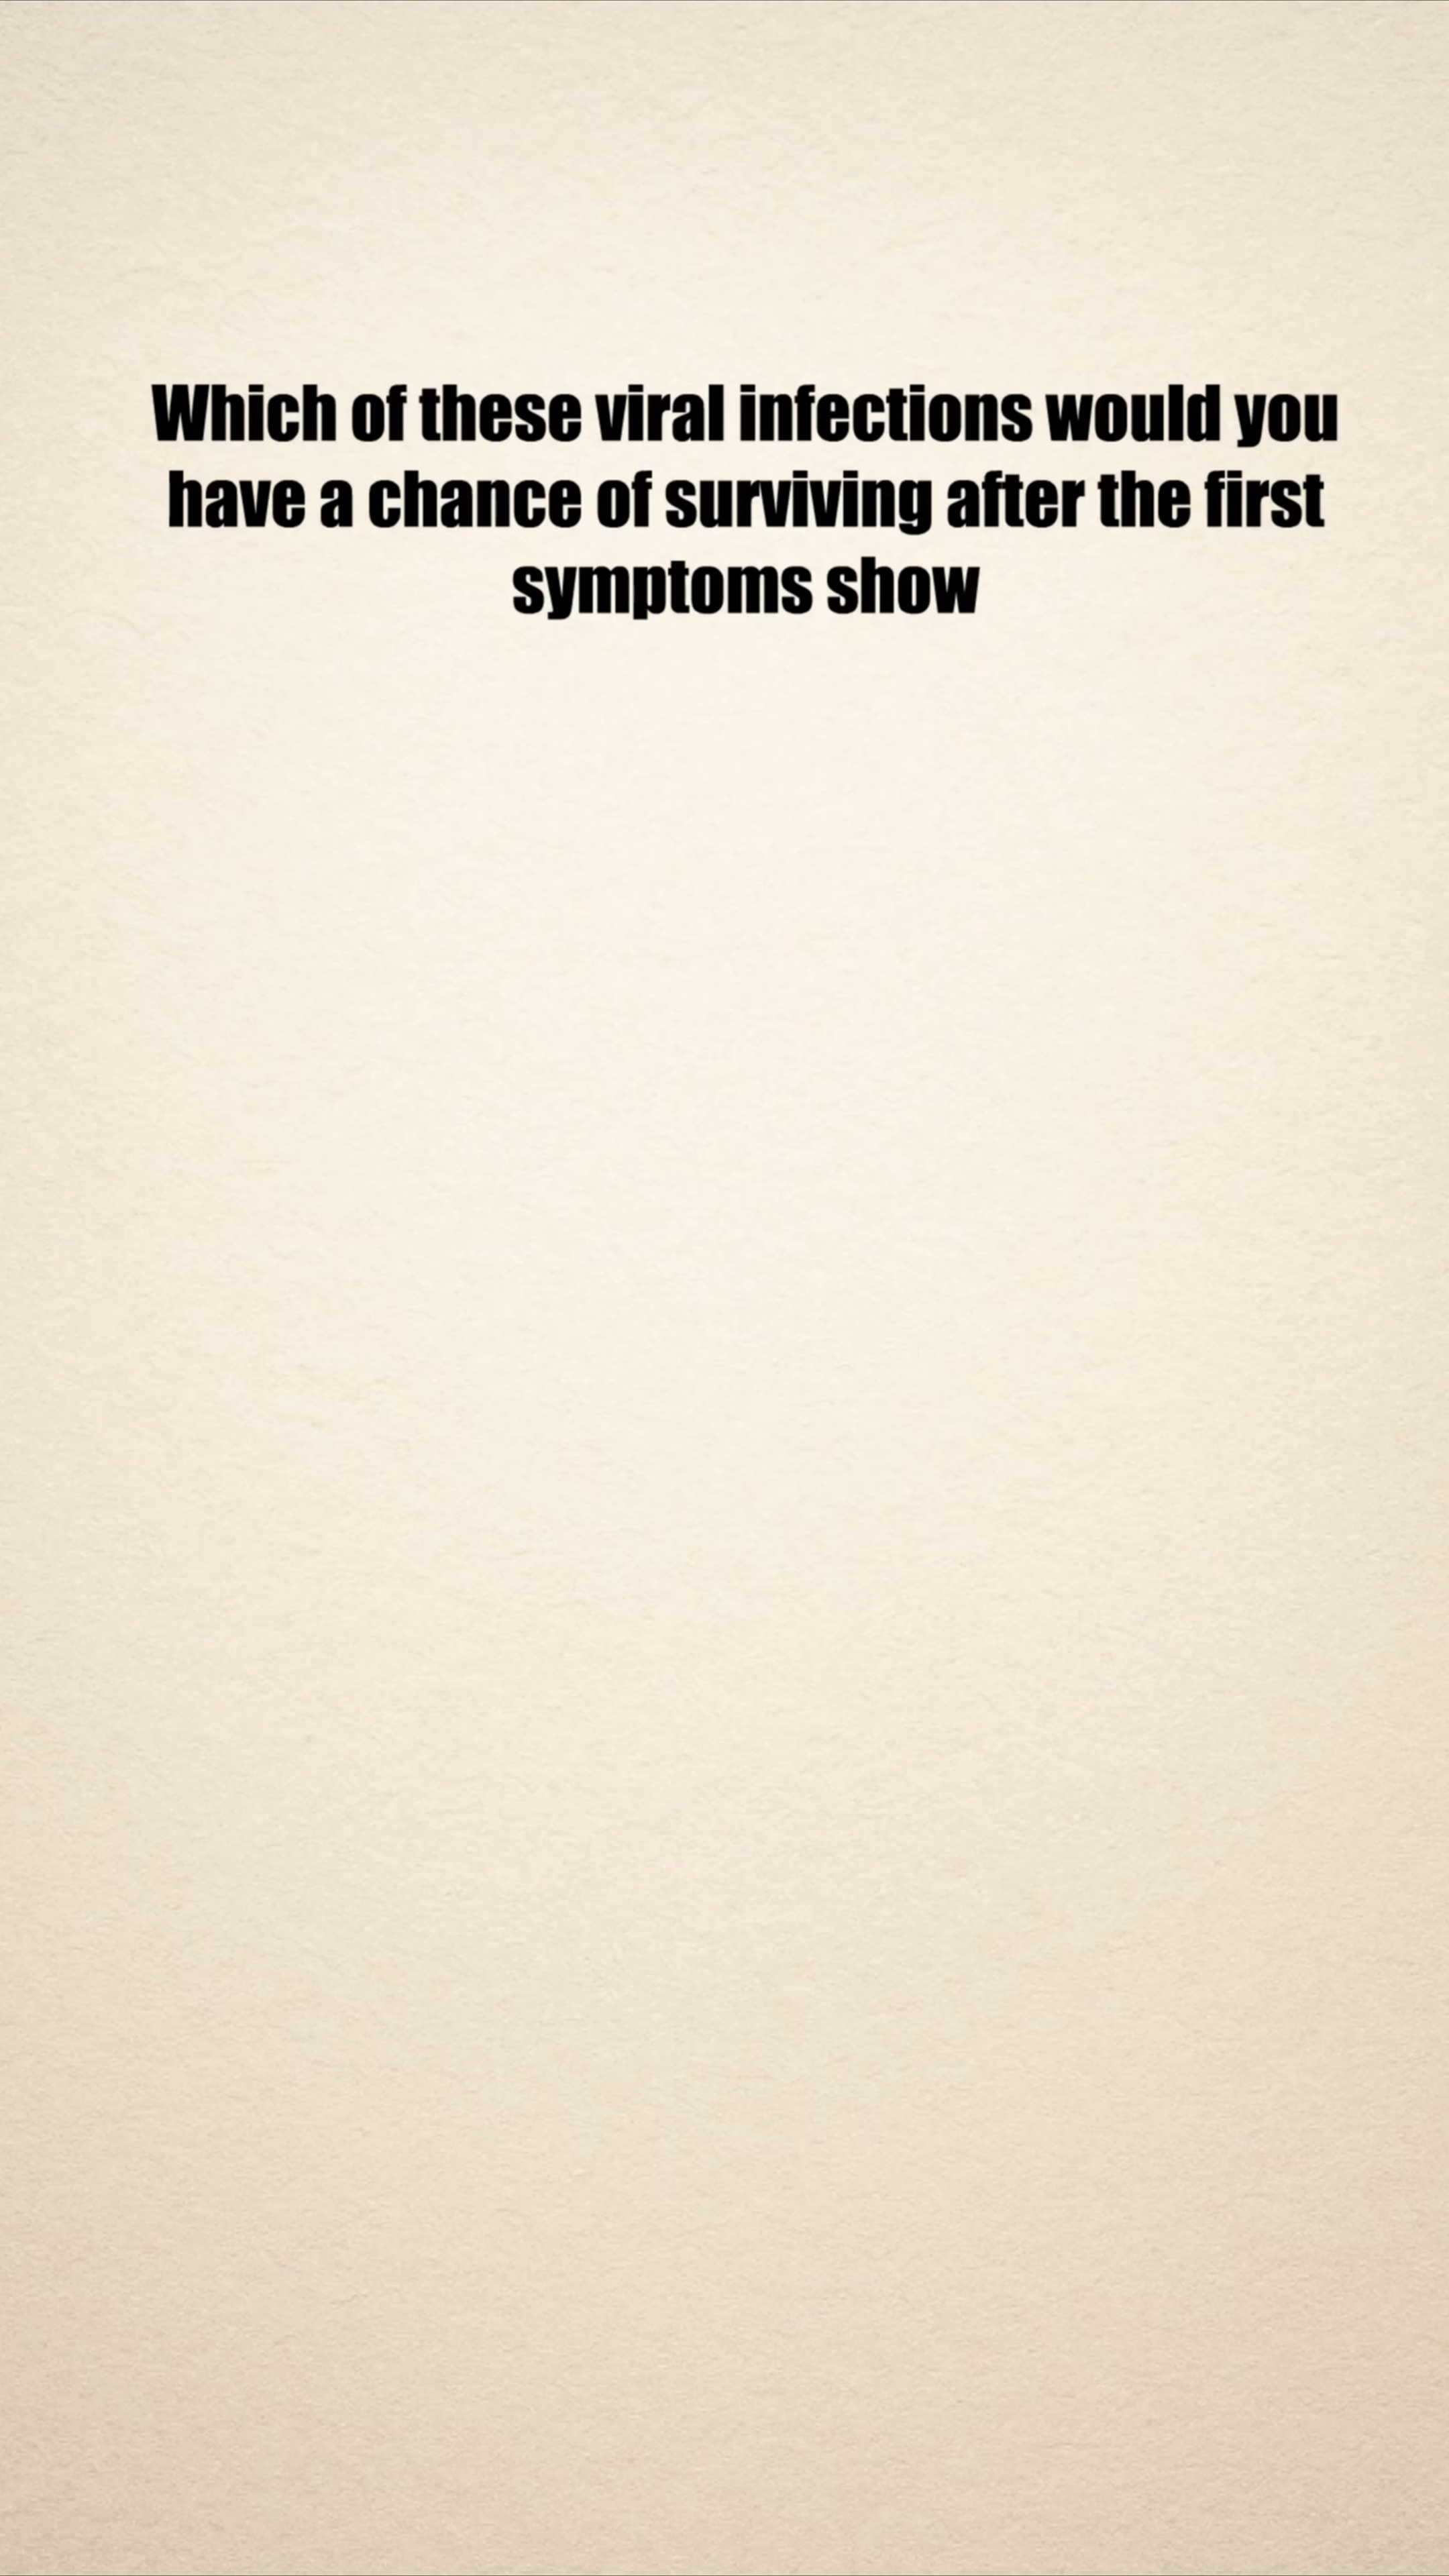 Which of these viral infections would you
have a chance of surviving after the first
symptoms show